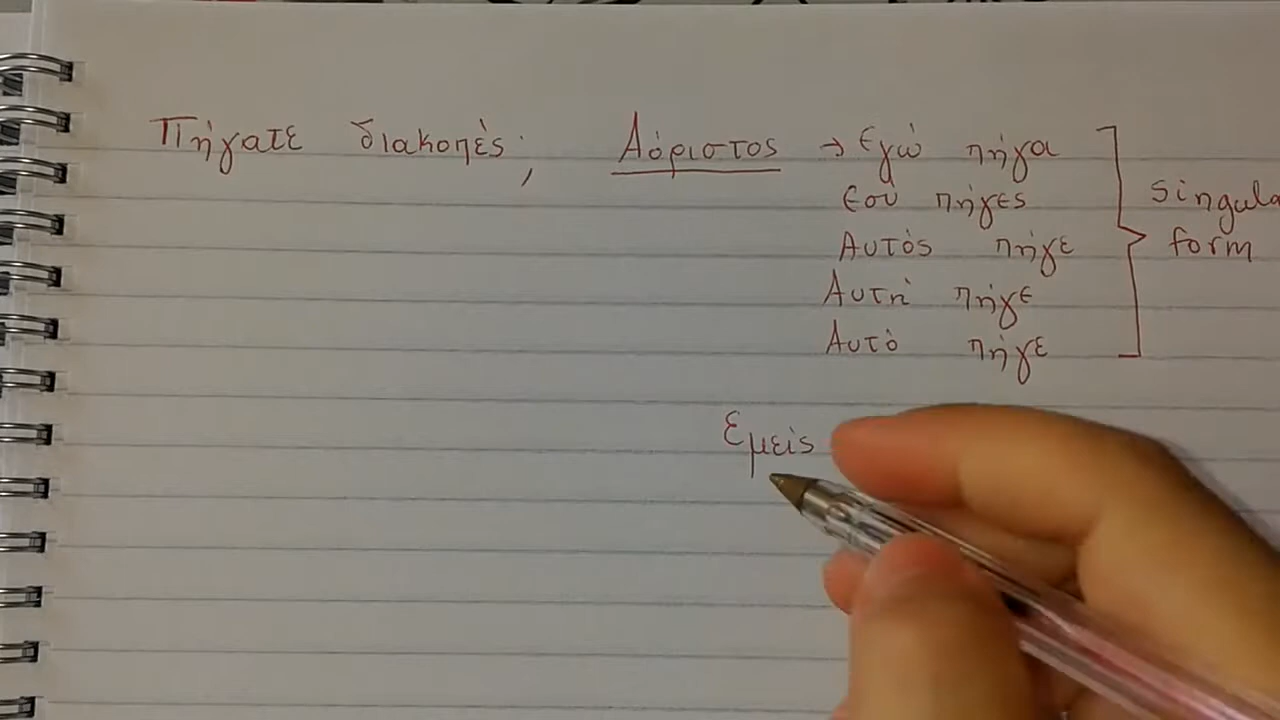 Πήγατε διακοπές; Αόριστος → Εγώ πήγα
Εσύ πήγες
Αυτός πήγε
Αυτή πήγε
Αυτό πήγε
singula
form
Εμείς